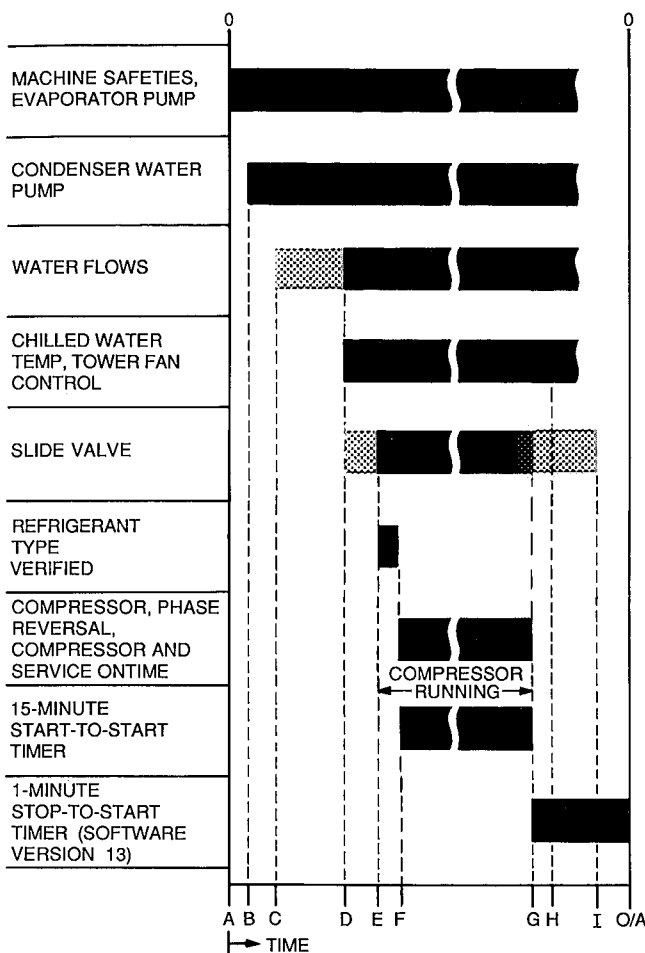 0 0
MACHINE SAFETIES,
EVAPORATOR PUMP
CONDENSER WATER
PUMP
WATER FLOWS
CHILLED WATER
TEMP, TOWER FAN
CONTROL
SLIDE VALVE
REFRIGERANT
TYPE
VERIFIED
COMPRESSOR, PHASE
REVERSAL,
COMPRESSOR AND
SERVICE ONTIME
COMPRESSOR
RUNNING
15-MINUTE
START-TO-START
TIMER
1-MINUTE
STOP-TO-START
TIMER (SOFTWARE
VERSION 13)
A B C D E F G H I O/A
TIME